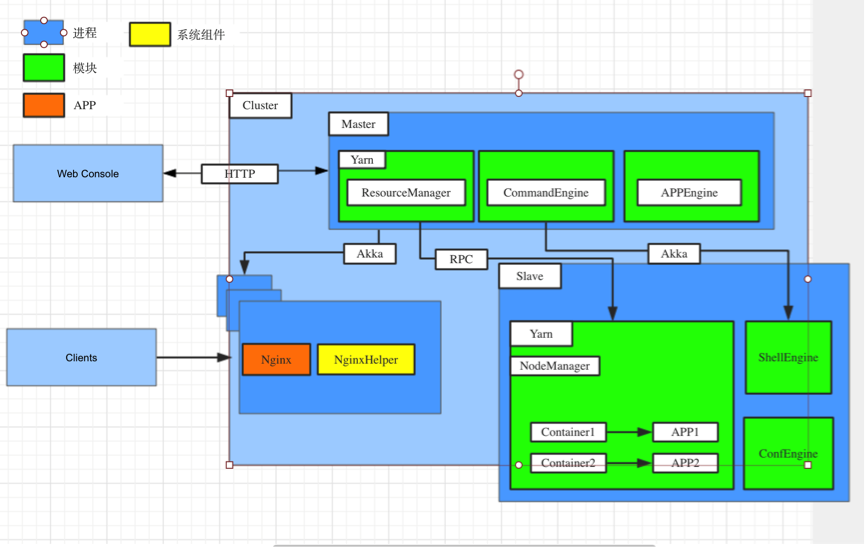 进程
系统组件
模块
APP
Cluster
Master
Web Console
HTTP
Yarn
ResourceManager
CommandEngine
APPEngine
Akka
RPC
Akka
Slave
Clients
Nginx
NginxHelper
Yarn
NodeManager
ShellEngine
Container1
APP1
Container2
APP2
ConfEngine